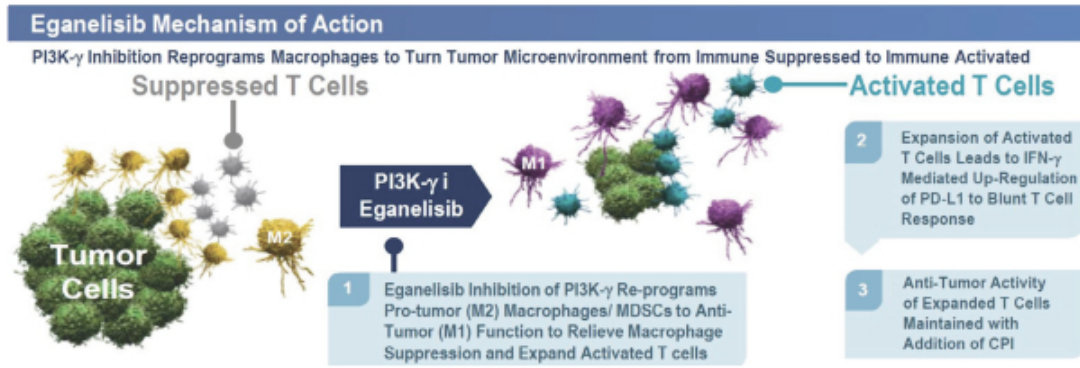 Eganelisib Mechanism of Action
PI3K-γ Inhibition Reprograms Macrophages to Turn Tumor Microenvironment from Immune Suppressed to Immune Activated
Suppressed T Cells
Activated T Cells
M1
M2
Tumor
Cells
PI3K-γ i
Eganelisib
1
Eganelisib Inhibition of PI3K-γ Re-programs
Pro-tumor (M2) Macrophages/ MDSCs to Anti-
Tumor (M1) Function to Relieve Macrophage
Suppression and Expand Activated T cells
2
Expansion of Activated
T Cells Leads to IFN-γ
Mediated Up-Regulation
of PD-L1 to Blunt T Cell
Response
3
Anti-Tumor Activity
of Expanded T Cells
Maintained with
Addition of CPI